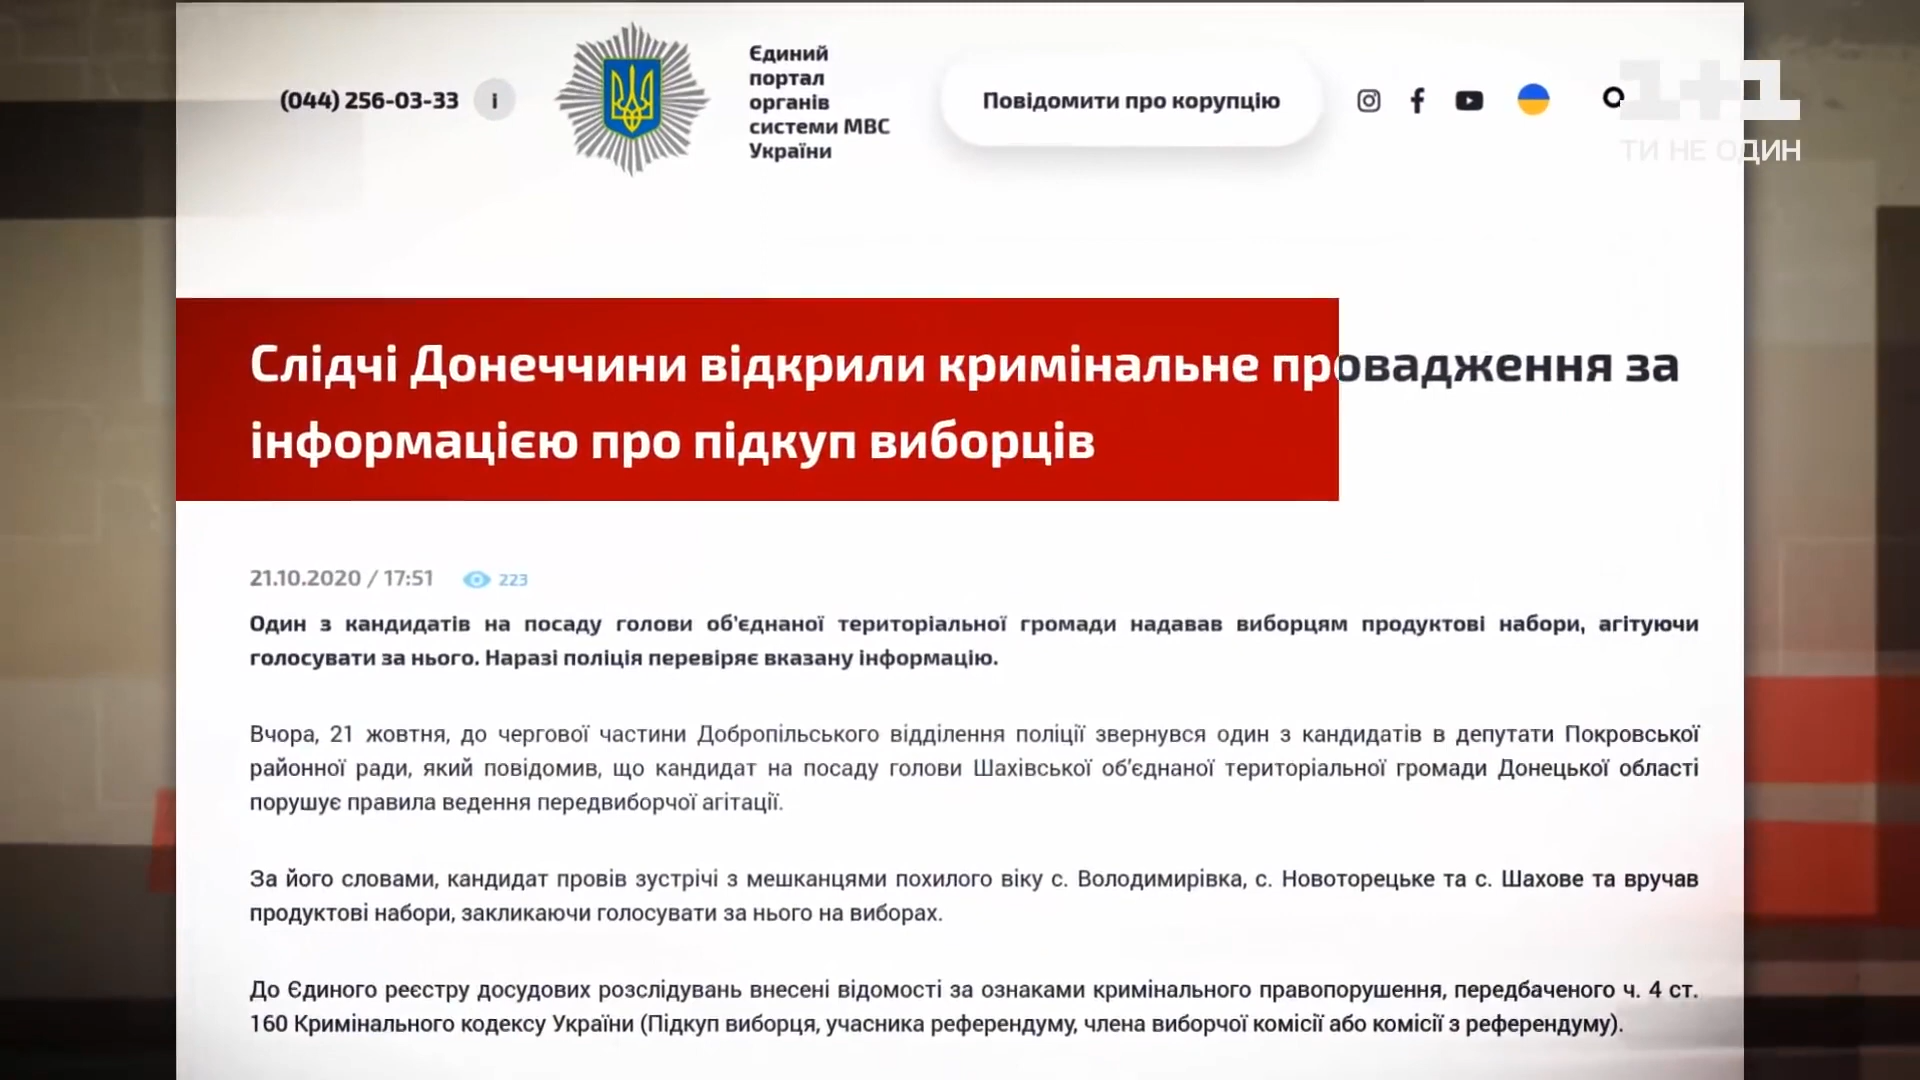 (044) 256-03-33
i
Єдиний
портал
органів
системи МВС
України
Повідомити про корупцію
1+1
ТИ НЕ ОДИН
Слідчі Донеччини відкрили кримінальне провадження за
інформацією про підкуп виборців
21.10.2020 / 17:51 223
Один з кандидатів на посаду голови об’єднаної територіальної громади надавав виборцям продуктові набори, агітуючи
голосувати за нього. Наразі поліція перевіряє вказану інформацію.
Вчора, 21 жовтня, до чергової частини Добропільського відділення поліції звернувся один з кандидатів в депутати Покровської
районної ради, який повідомив, що кандидат на посаду голови Шахівської об’єднаної територіальної громади Донецької області
порушує правила ведення передвиборчої агітації.
За його словами, кандидат провів зустрічі з мешканцями похилого віку с. Володимирівка, с. Новоторецьке та с. Шахове та вручав
продуктові набори, закликаючи голосувати за нього на виборах.
До Єдиного реєстру досудових розслідувань внесені відомості за ознаками кримінального правопорушення, передбаченого ч. 4 ст.
160 Кримінального кодексу України (Підкуп виборця, учасника референдуму, члена виборчої комісії або комісії з референдуму).